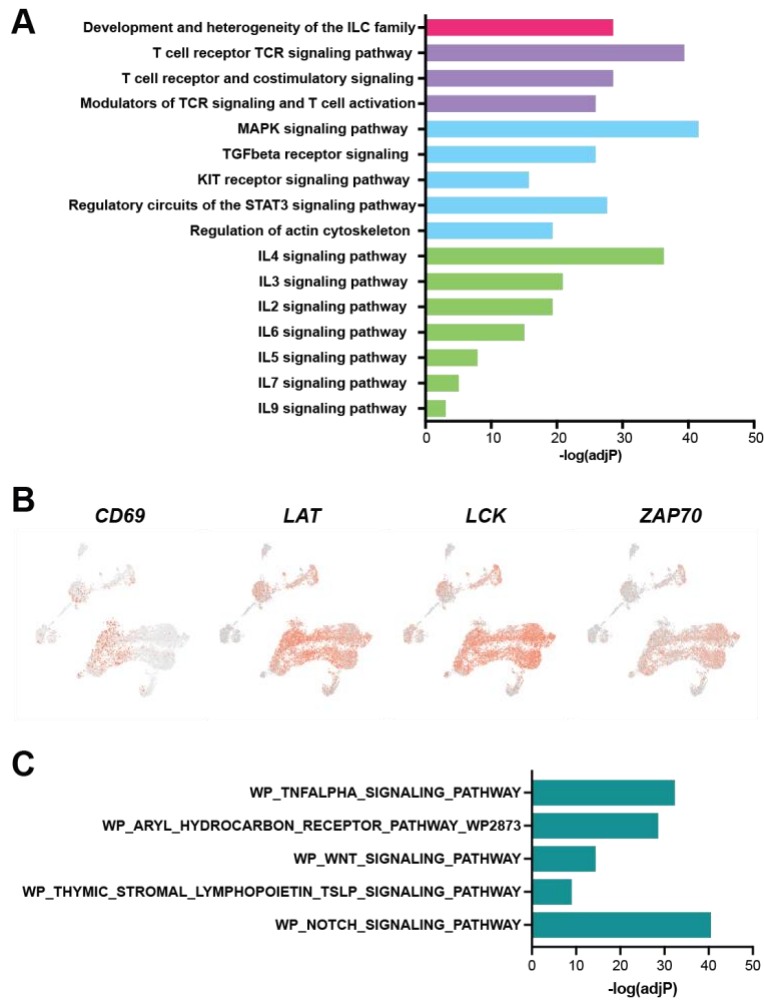 A
Development and heterogeneity of the ILC family
T cell receptor TCR signaling pathway
T cell receptor and costimulatory signaling
Modulators of TCR signaling and T cell activation
MAPK signaling pathway
TGFbeta receptor signaling
KIT receptor signaling pathway
Regulatory circuits of the STAT3 signaling pathway
Regulation of actin cytoskeleton
IL4 signaling pathway
IL3 signaling pathway
IL2 signaling pathway
IL6 signaling pathway
IL5 signaling pathway
IL7 signaling pathway
IL9 signaling pathway
0 10 20 30 40 50
-log(adjP)
B
CD69 LAT LCK ZAP70
C
WP_TNFALPHA_SIGNALING_PATHWAY
WP_ARYL_HYDROCARBON_RECEPTOR_PATHWAY_WP2873
WP_WNT_SIGNALING_PATHWAY
WP_THYMIC_STROMAL_LYMPHOPOIETIN_TSLP_SIGNALING_PATHWAY
WP_NOTCH_SIGNALING_PATHWAY
0 10 20 30 40 50
-log(adjP)